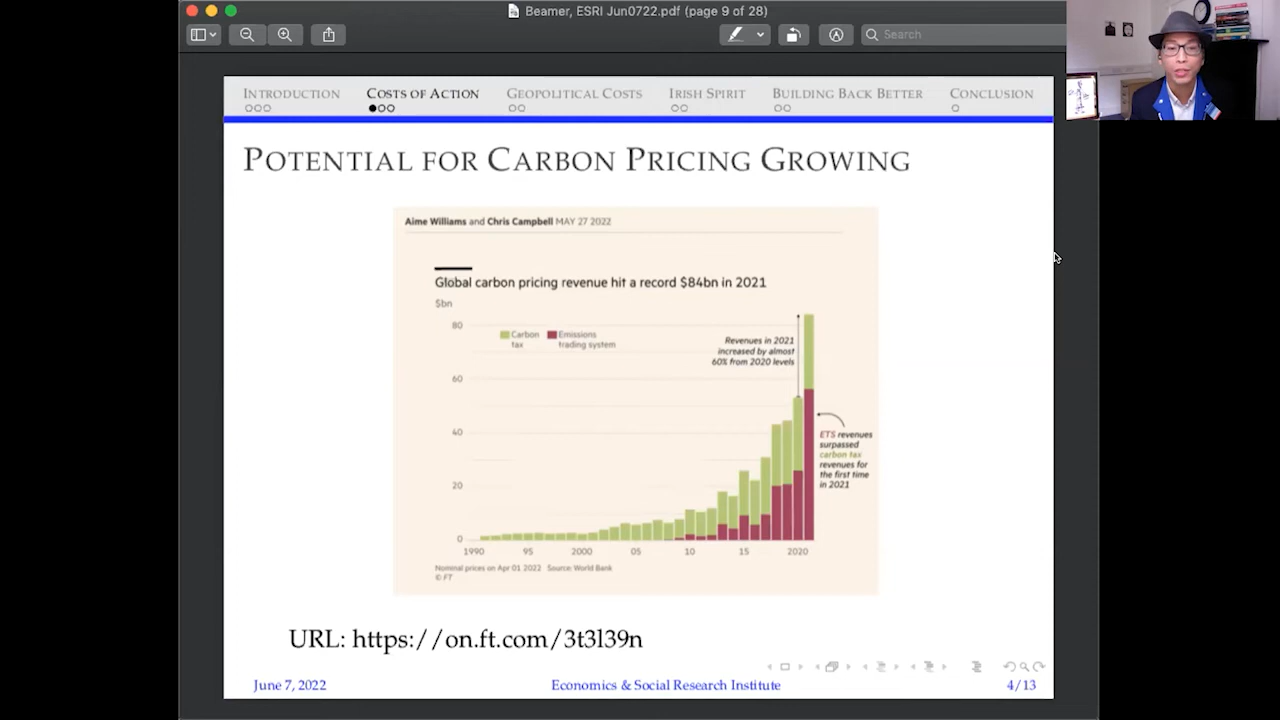 Beamer, ESRI Jun0722.pdf (page 9 of 28)
Search
INTRODUCTION COSTS OF ACTION GEOPOLITICAL COSTS IRISH SPIRIT BUILDING BACK BETTER CONCLUSION
POTENTIAL FOR CARBON PRICING GROWING
Aime Williams and Chris Campbell MAY 27 2022
Global carbon pricing revenue hit a record $84bn in 2021
$bn
80
60
40
20
0
Carbon
tax
Emissions
trading system
Revenues in 2021
increased by almost
60% from 2020 levels
ETS revenues
surpassed
carbon tax
revenues for
the first time
in 2021
1990 95 2000 05 10 15 2020
Nominal prices on Apr 01 2022 Source: World Bank
© FT
URL: https://on.ft.com/3t3l39n
June 7, 2022 Economics & Social Research Institute 4/13